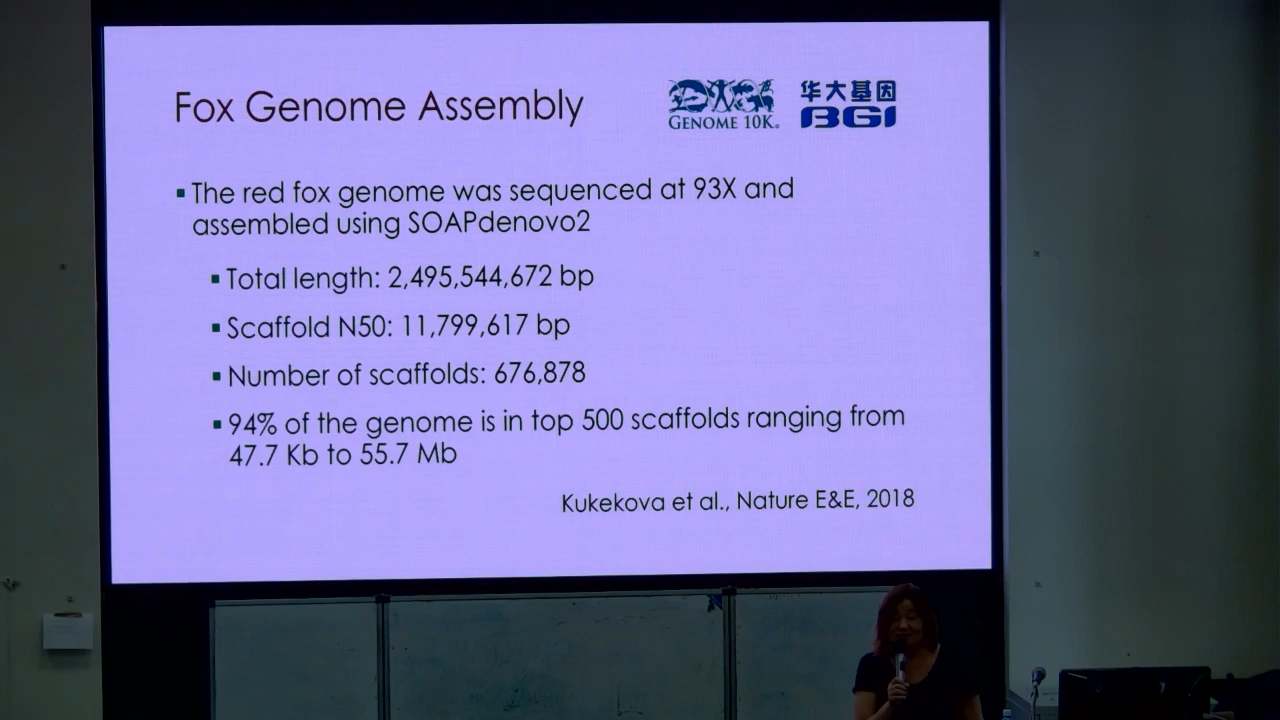 Fox Genome Assembly
GENOME 10K.
华大基因
BGI
▪ The red fox genome was sequenced at 93X and
assembled using SOAPdenovo2
▪ Total length: 2,495,544,672 bp
▪ Scaffold N50: 11,799,617 bp
▪ Number of scaffolds: 676,878
▪ 94% of the genome is in top 500 scaffolds ranging from
47.7 Kb to 55.7 Mb
Kukekova et al., Nature E&E, 2018